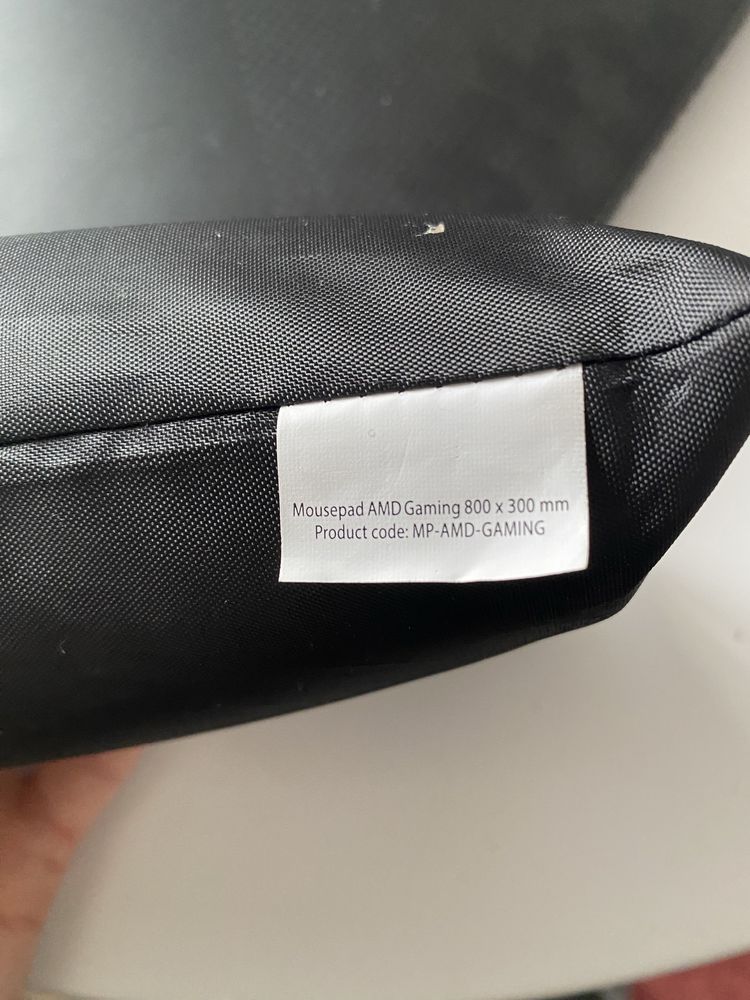 Mousepad AMD Gaming 800 x 300 mm
Product code: MP-AMD-GAMING